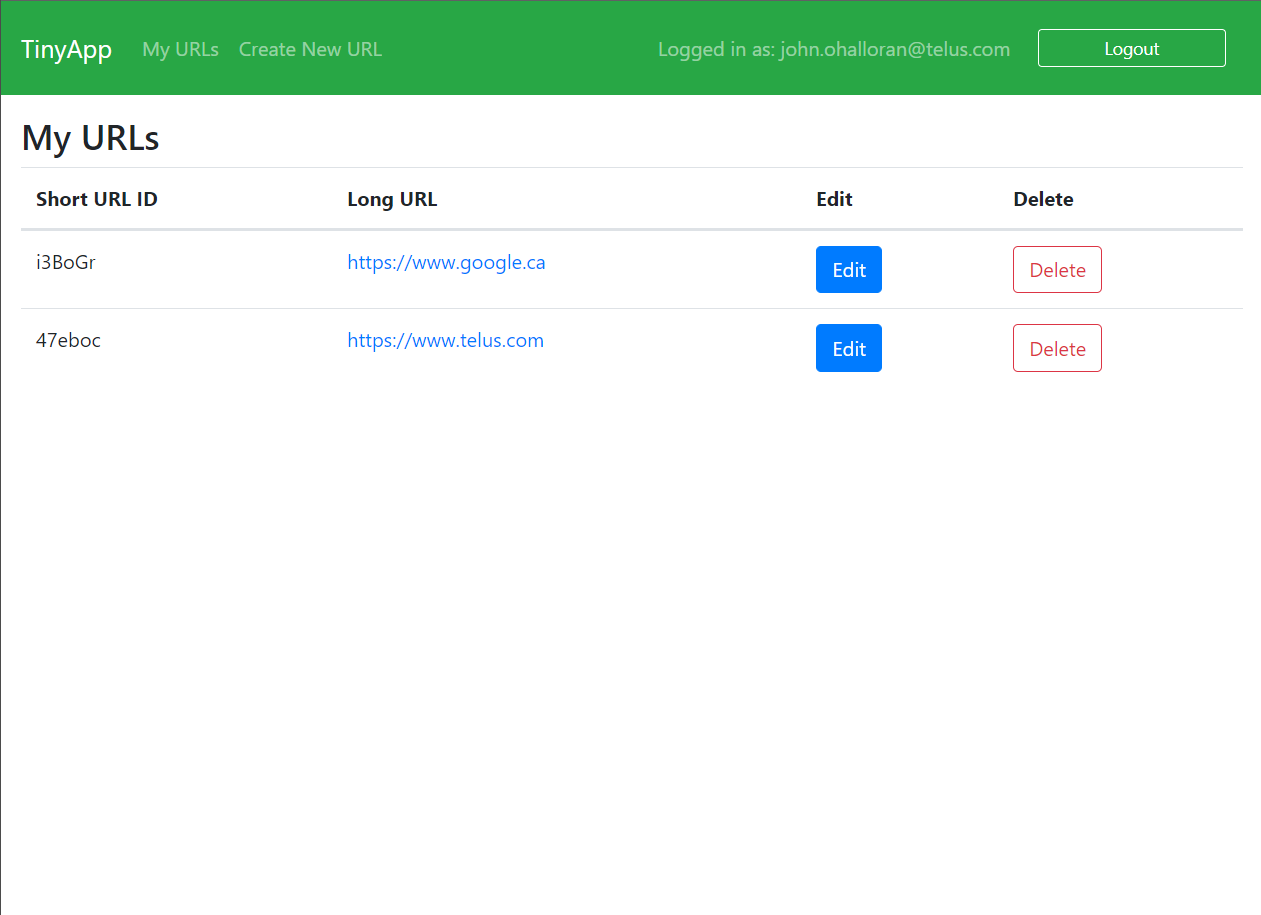 TinyApp My URLs Create New URL Logged in as: john.ohalloran@telus.com Logout
My URLs
Short URL ID Long URL Edit Delete
i3BoGr https://www.google.ca Edit Delete
47eboc https://www.telus.com Edit Delete